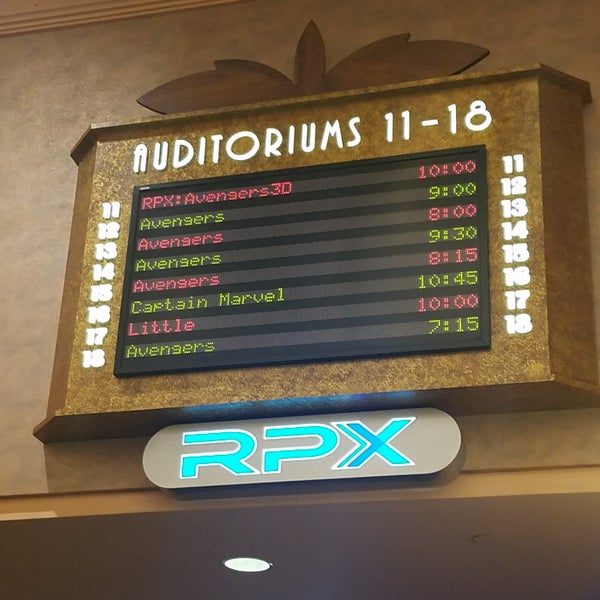 AUDITORIUMS 11-18
11 RPX:Avengers3D 10:00 11
12 Avengers 9:00 12
13 Avengers 8:00 13
14 Avengers 9:30 14
15 Avengers 8:15 15
16 Captain Marvel 10:45 16
17 Little 10:00 17
18 Avengers 7:15 18
RPX